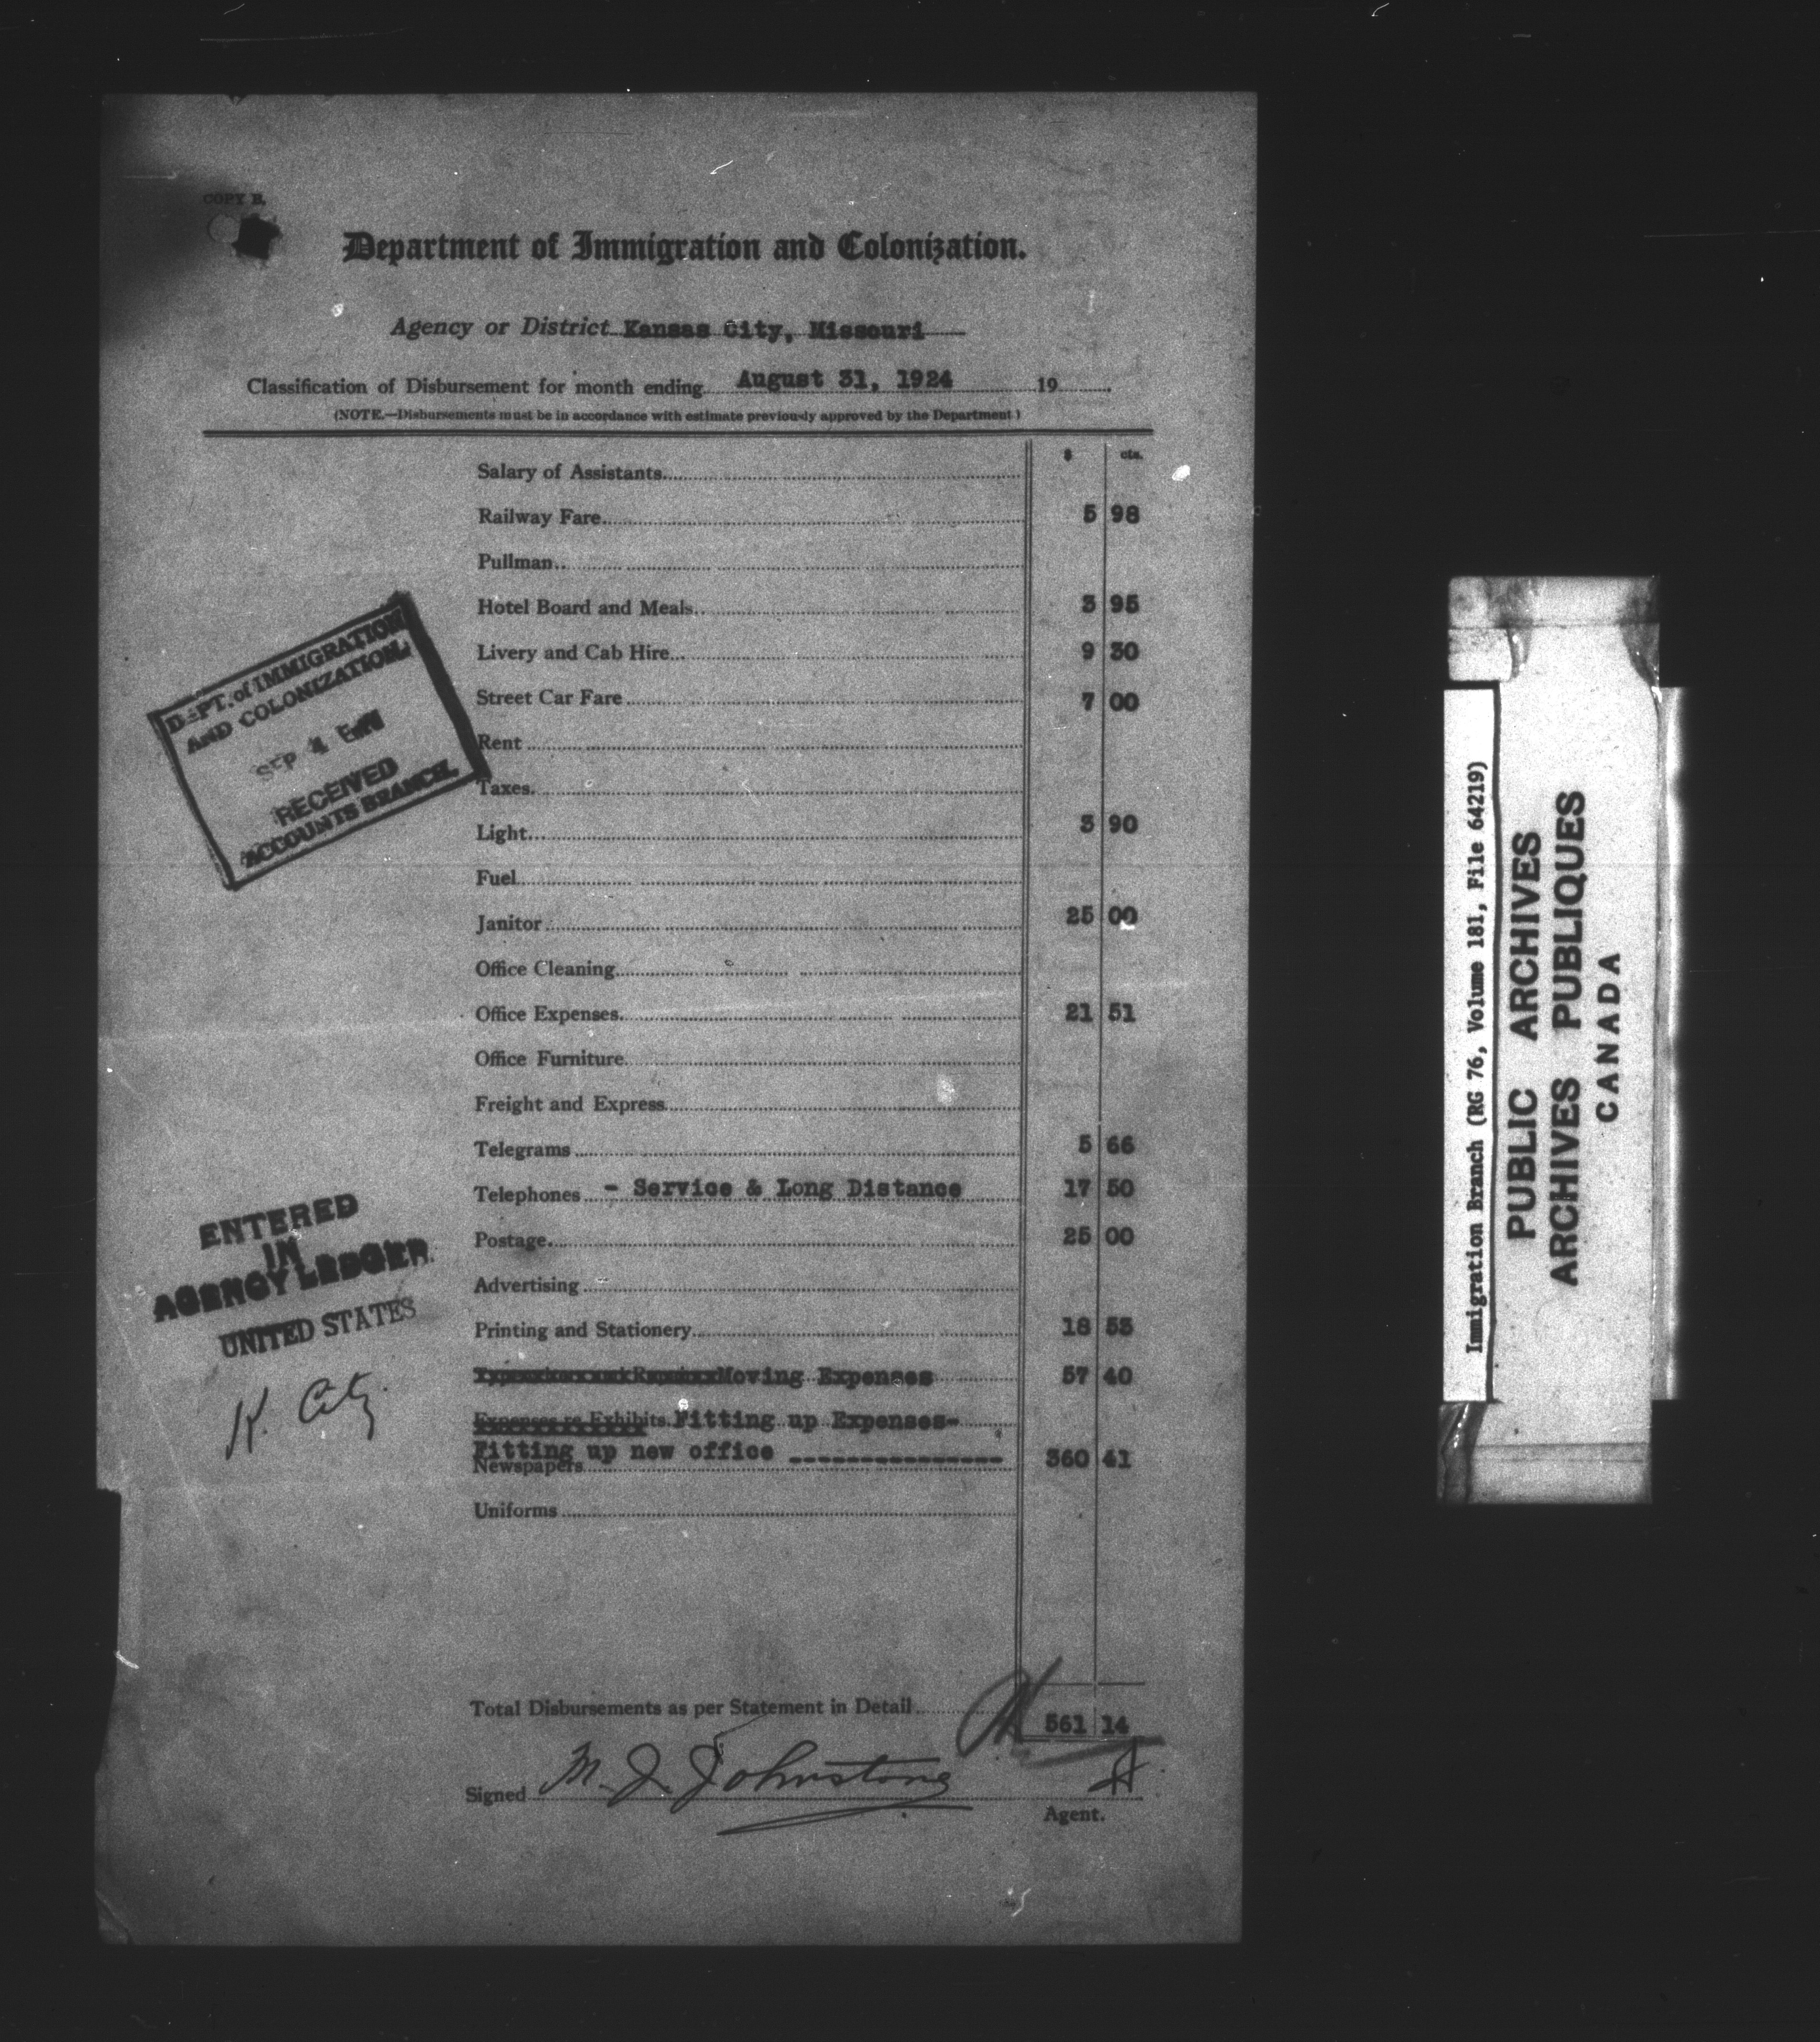 COPY B.
Department of Immigration and Colonization.
Agency or District Kansas City, Missouri
Classification of Disbursement for month ending August 31, 1924 19
(NOTE.—Disbursements must be in accordance with estimate previously approved by the Department)
$ cts.
Salary of Assistants
Railway Fare 5 98
Pullman
Hotel Board and Meals 3 95
Livery and Cab Hire 9 30
Street Car Fare 7 00
Rent
Taxes
Light 3 90
Fuel
Janitor 25 00
Office Cleaning
Office Expenses 21 51
Office Furniture
Freight and Express
Telegrams 5 66
Telephones - Service & Long Distance 17 50
Postage 25 00
Advertising
Printing and Stationery 18 53
Moving Expenses 57 40
Expenses re Exhibits Fitting up Expenses-
Fitting up new office --------------- 360 41
Newspapers
Uniforms
Total Disbursements as per Statement in Detail 561 14
Signed M. J. Johnstone
Agent.
DEPT. of IMMIGRATION
AND COLONIZATION.
SEP 4
RECEIVED
ACCOUNTS BRANCH.
ENTERED
IN
AGENCY LEDGER.
UNITED STATES
K. City
Immigration Branch (RG 76, Volume 181, File 64219)
PUBLIC ARCHIVES
ARCHIVES PUBLIQUES
CANADA